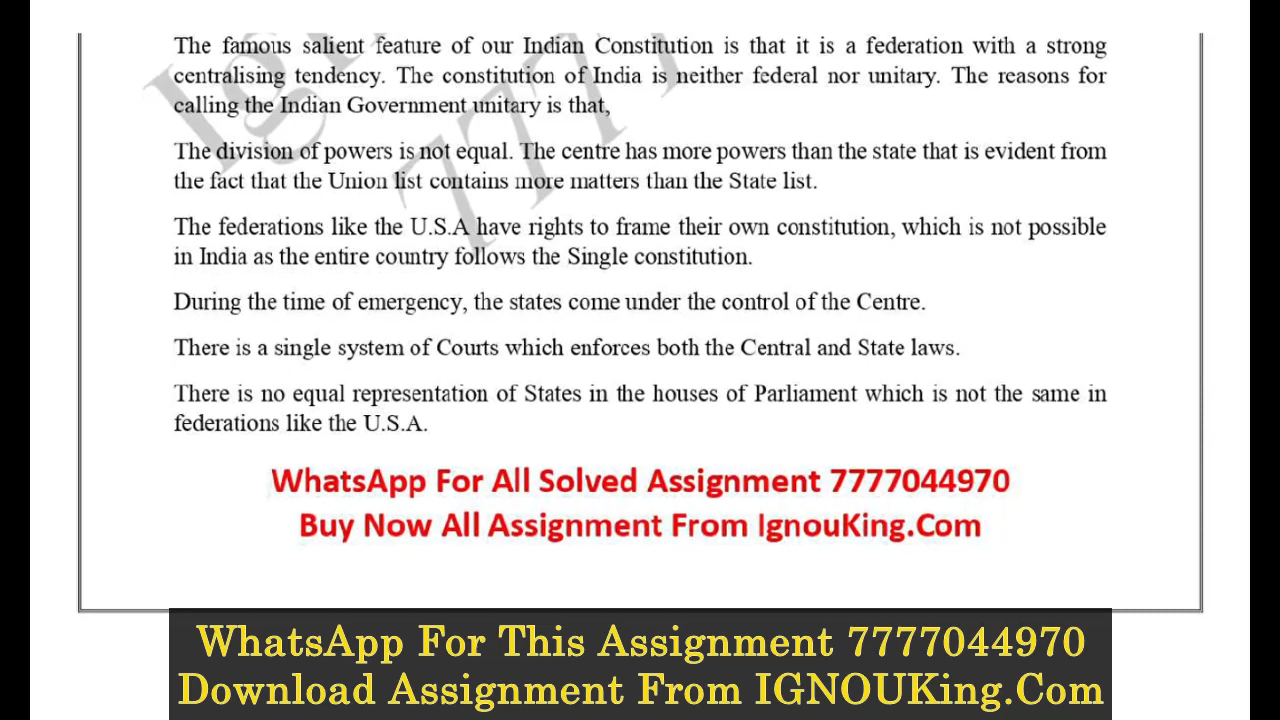 The famous salient feature of our Indian Constitution is that it is a federation with a strong
centralising tendency. The constitution of India is neither federal nor unitary. The reasons for
calling the Indian Government unitary is that,
The division of powers is not equal. The centre has more powers than the state that is evident from
the fact that the Union list contains more matters than the State list.
The federations like the U.S.A have rights to frame their own constitution, which is not possible
in India as the entire country follows the Single constitution.
During the time of emergency, the states come under the control of the Centre.
There is a single system of Courts which enforces both the Central and State laws.
There is no equal representation of States in the houses of Parliament which is not the same in
federations like the U.S.A.
WhatsApp For All Solved Assignment 7777044970
Buy Now All Assignment From IgnouKing.Com
WhatsApp For This Assignment 7777044970
Download Assignment From IGNOUKing.Com